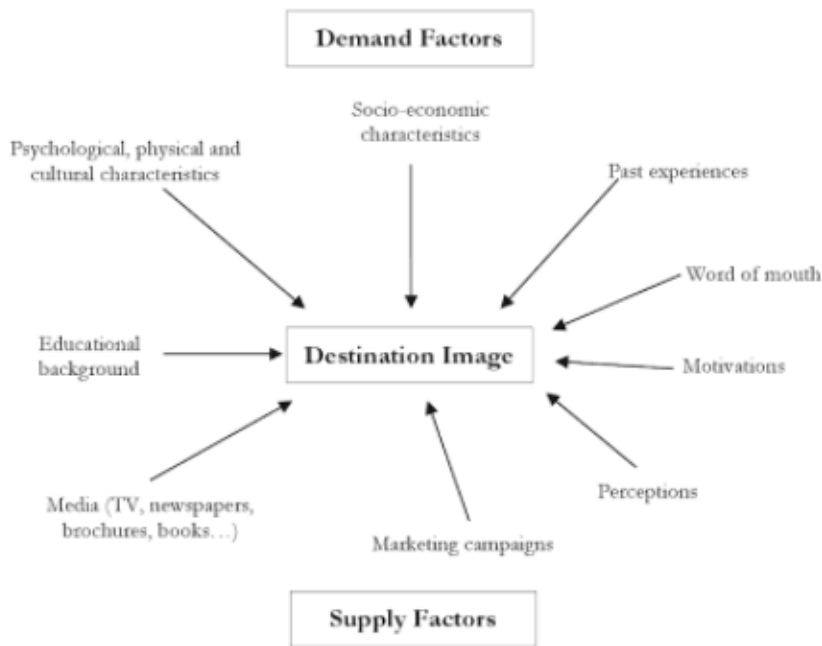 Demand Factors
Socio-economic
characteristics
Psychological, physical and
cultural characteristics
Past experiences
Word of mouth
Educational
background
Destination Image
Motivations
Perceptions
Media (TV, newspapers,
brochures, books…)
Marketing campaigns
Supply Factors